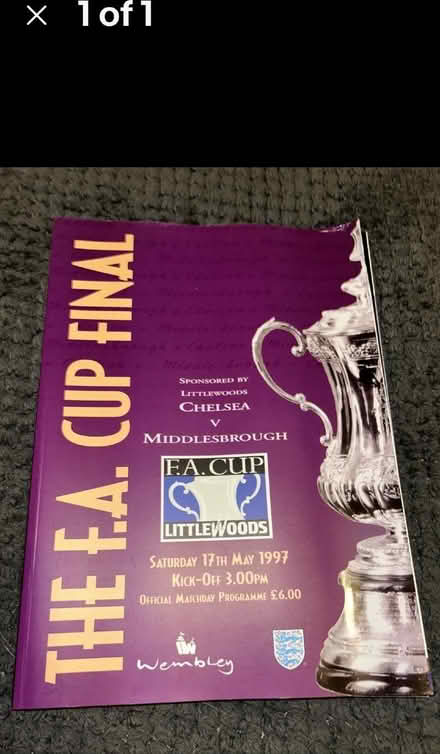 1 of 1
THE F.A. CUP FINAL
SPONSORED BY
LITTLEWOODS
CHELSEA
V
MIDDLESBROUGH
F.A. CUP
LITTLEWOODS
SATURDAY 17TH MAY 1997
KICK-OFF 3.00PM
OFFICIAL MATCHDAY PROGRAMME £6.00
Wembley